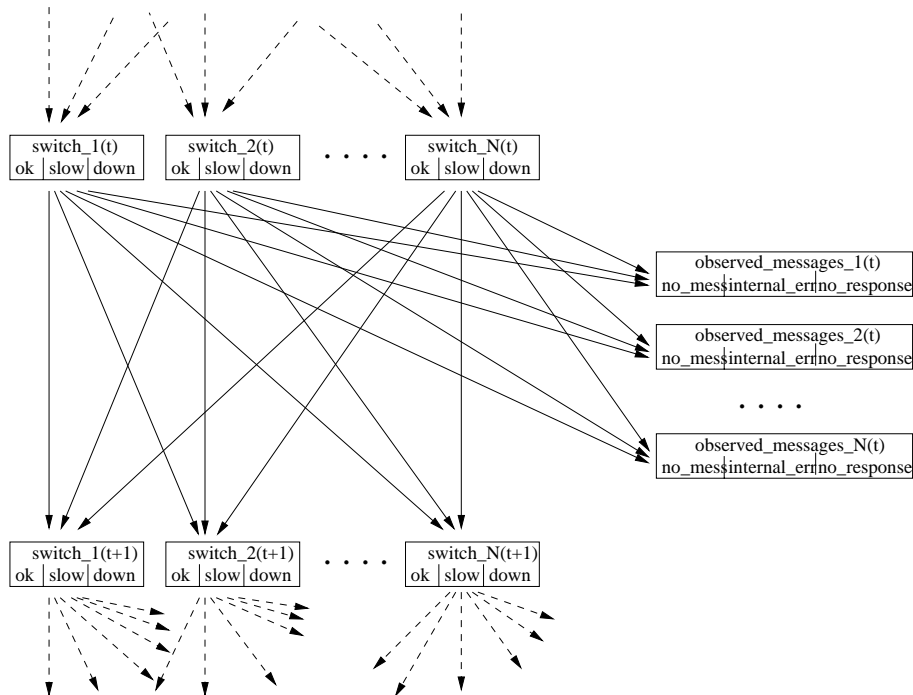 switch_1(t)
ok slow down
switch_2(t)
ok slow down
. . . .
switch_N(t)
ok slow down
observed_messages_1(t)
no_mess internal_err no_response
observed_messages_2(t)
no_mess internal_err no_response
. . . .
observed_messages_N(t)
no_mess internal_err no_response
switch_1(t+1)
ok slow down
switch_2(t+1)
ok slow down
. . . .
switch_N(t+1)
ok slow down